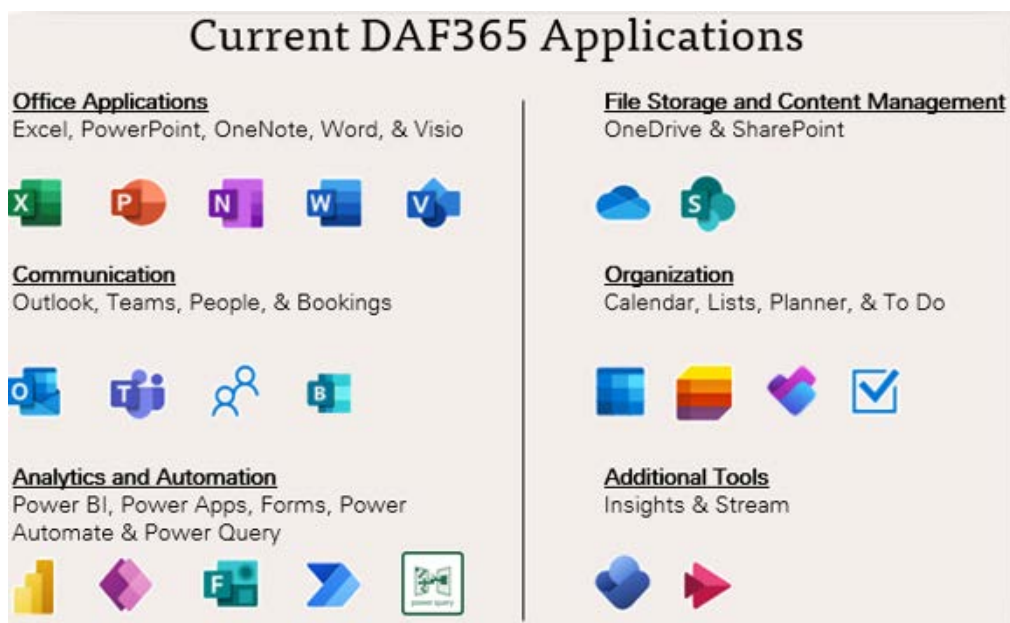 Current DAF365 Applications
Office Applications
Excel, PowerPoint, OneNote, Word, & Visio
X P N W V
Communication
Outlook, Teams, People, & Bookings
O T B
Analytics and Automation
Power BI, Power Apps, Forms, Power
Automate & Power Query
F
power query
File Storage and Content Management
OneDrive & SharePoint
S
Organization
Calendar, Lists, Planner, & To Do
Additional Tools
Insights & Stream